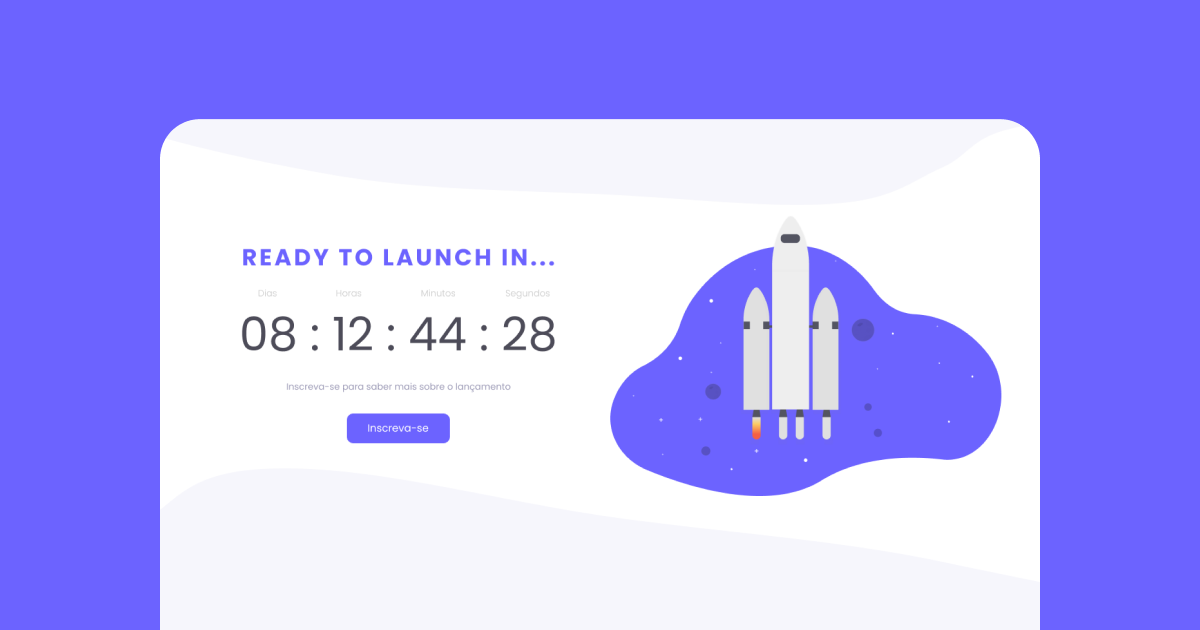 READY TO LAUNCH IN...
Dias Horas Minutos Segundos
08 : 12 : 44 : 28
Inscreva-se para saber mais sobre o lançamento
Inscreva-se